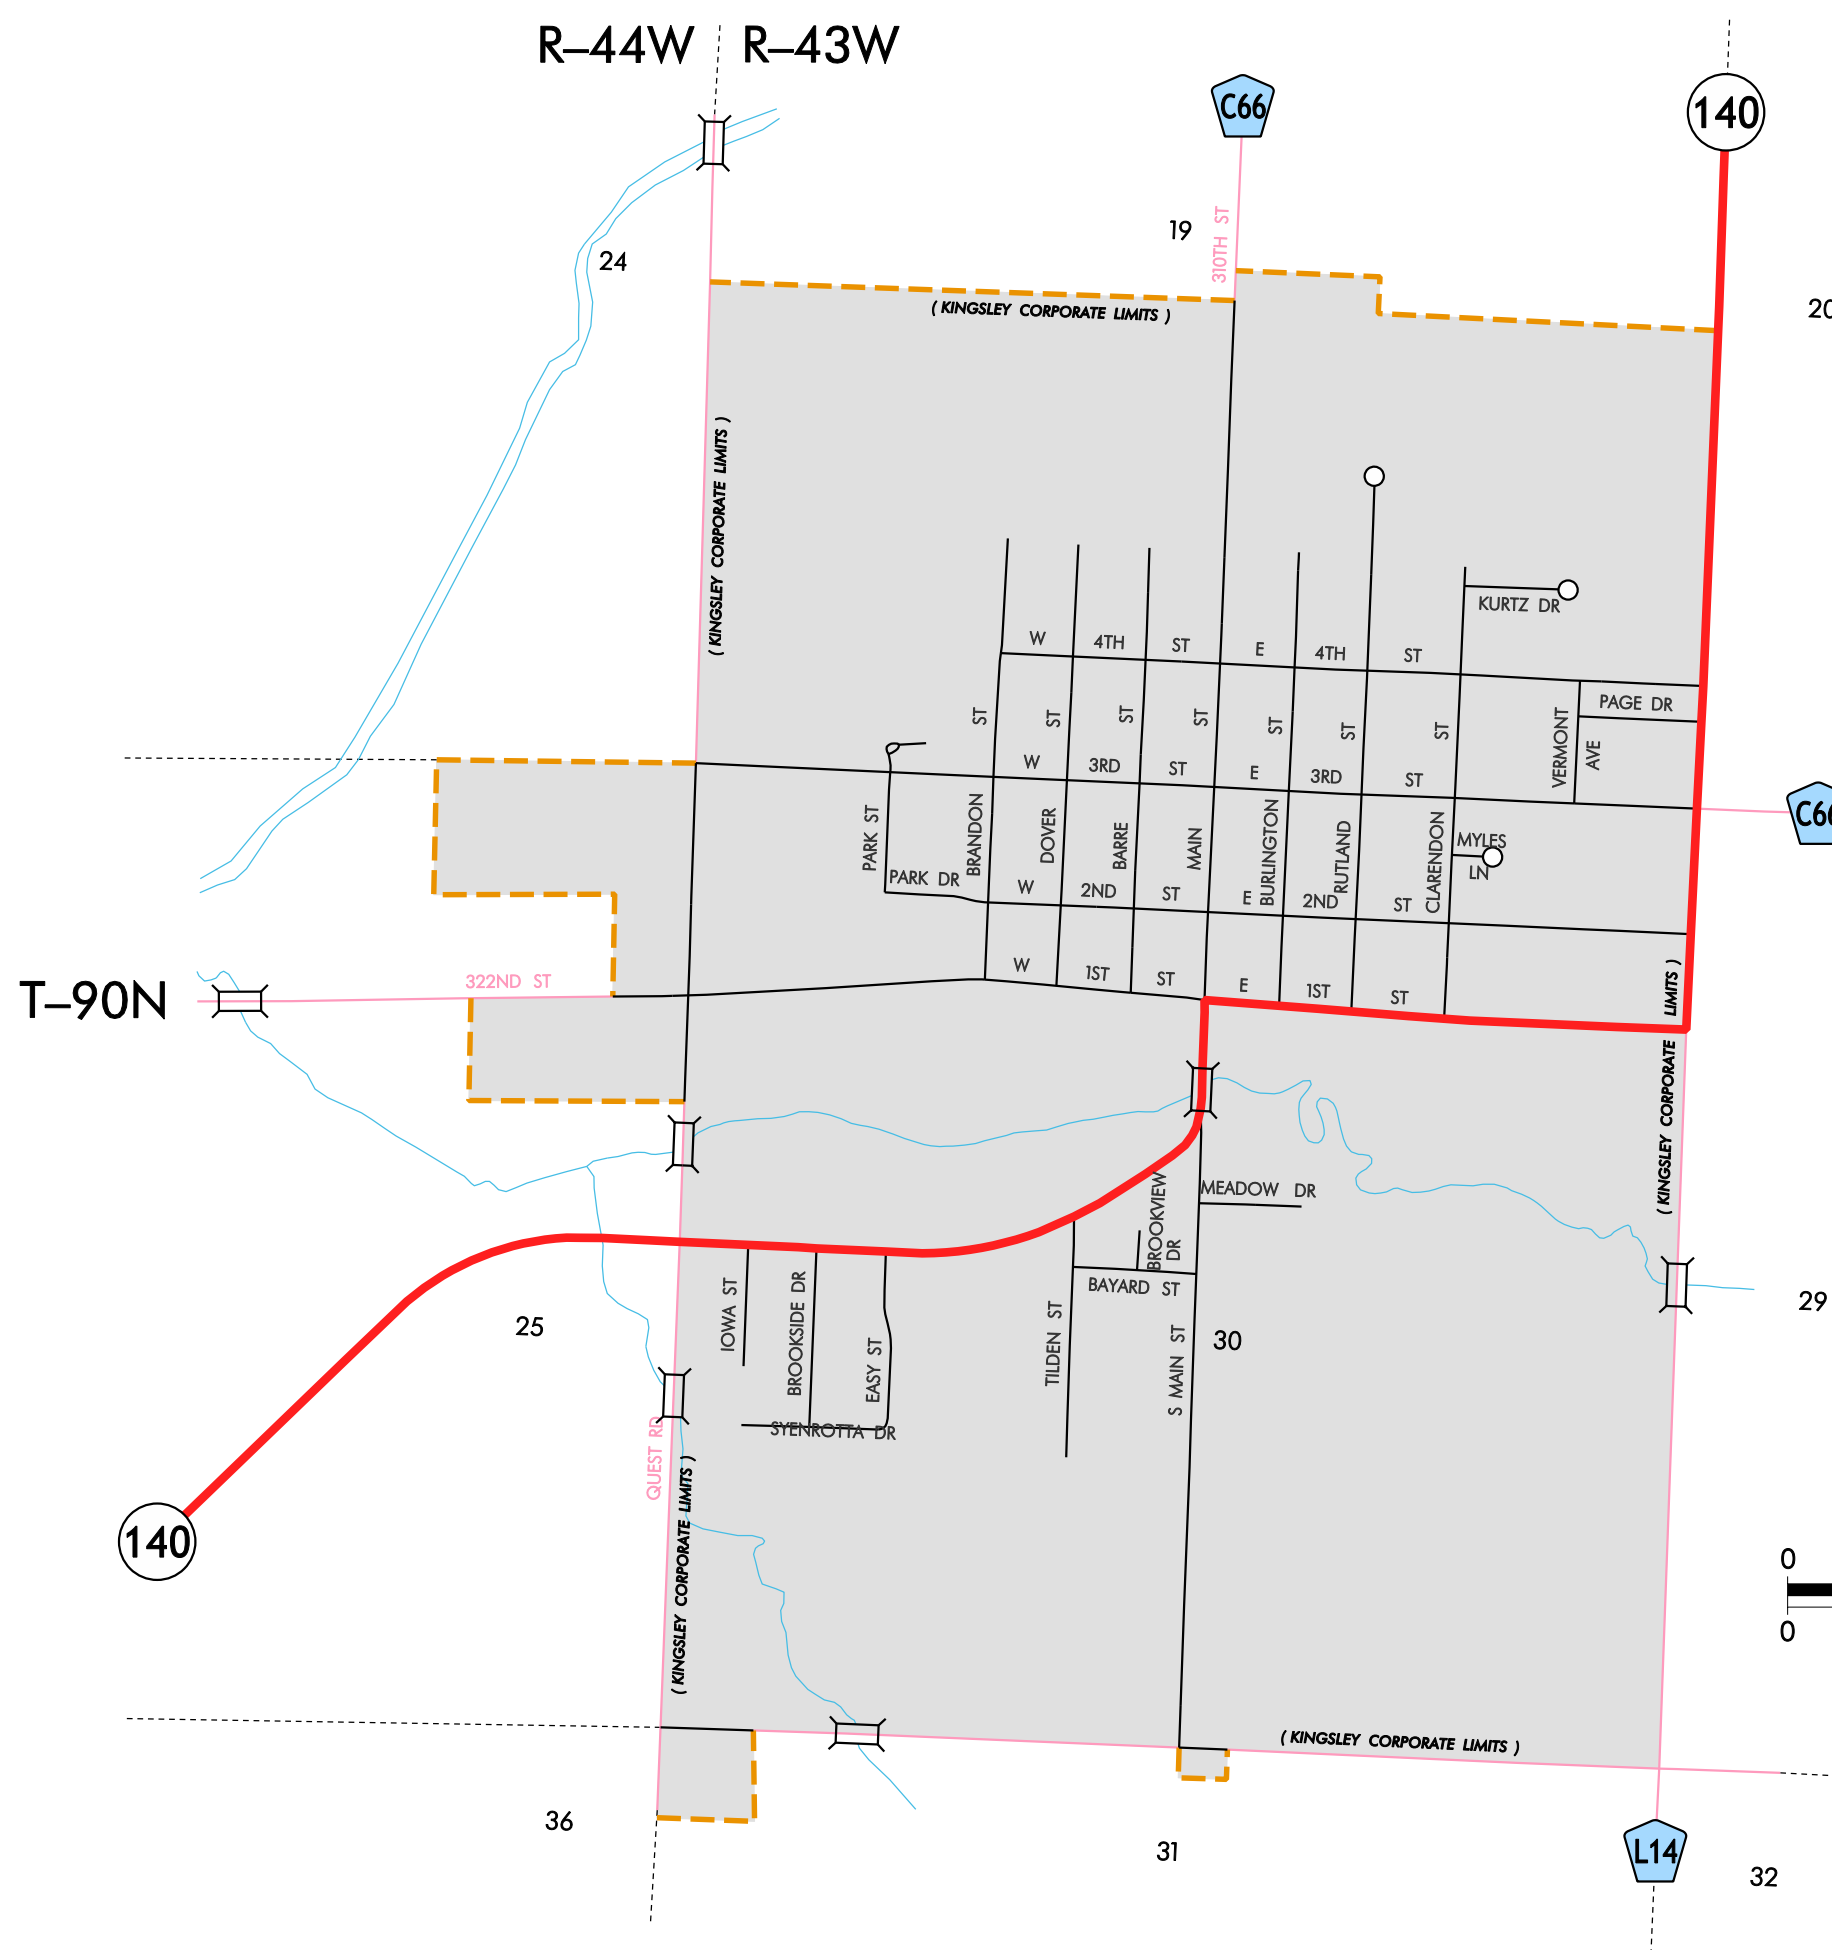 R–44W R–43W
C66
140
310TH ST
19
24
20
( KINGSLEY CORPORATE LIMITS )
( KINGSLEY CORPORATE LIMITS )
KURTZ DR
W 4TH ST E 4TH ST
PAGE DR
ST ST ST ST ST ST ST
VERMONT AVE
W 3RD ST E 3RD ST
C66
PARK ST
BRANDON
DOVER
BARRE
MAIN
BURLINGTON
RUTLAND
CLARENDON
MYLES
LN
PARK DR
W 2ND ST E 2ND ST
T–90N
322ND ST
W 1ST ST E 1ST ST
( KINGSLEY CORPORATE LIMITS )
MEADOW DR
BROOKVIEW
DR
BAYARD ST
IOWA ST
BROOKSIDE DR
EASY ST
TILDEN ST
S MAIN ST
25
30
29
SYENROTTA DR
QUEST RD
( KINGSLEY CORPORATE LIMITS )
140
0
0
( KINGSLEY CORPORATE LIMITS )
36
31
L14
32